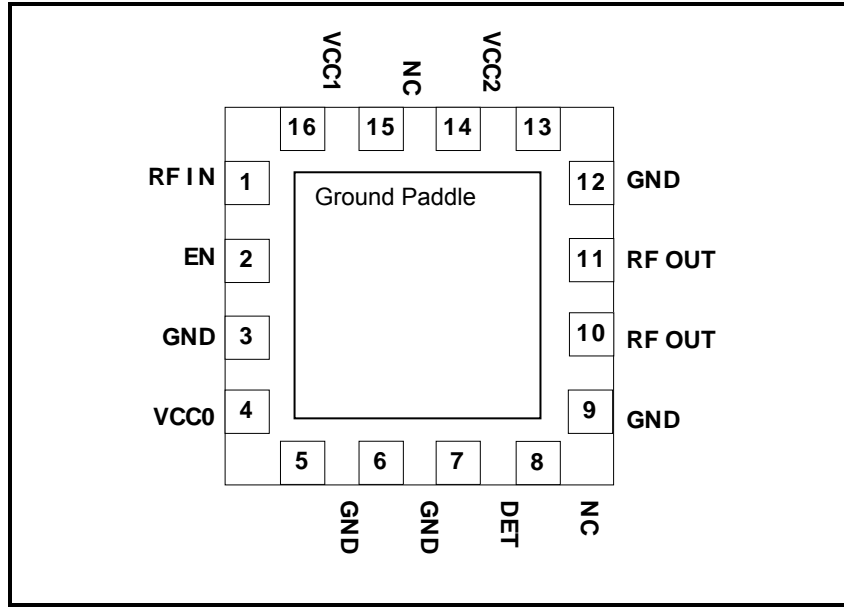 VCC1 NC VCC2
16 15 14 13
RF IN 1 12 GND
Ground Paddle
EN 2 11 RF OUT
GND 3 10 RF OUT
VCC0 4 9 GND
5 6 7 8
GND GND DET NC